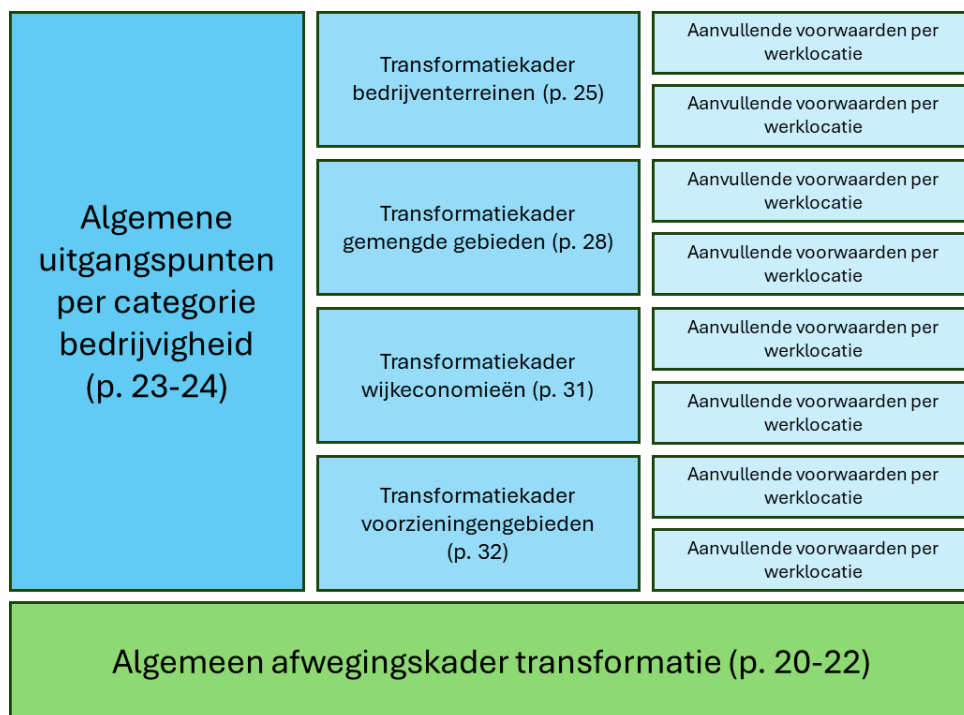 Algemene
uitgangspunten
per categorie
bedrijvigheid
(p. 23-24)
Transformatiekader
bedrijventerreinen (p. 25)
Aanvullende voorwaarden per
werklocatie
Aanvullende voorwaarden per
werklocatie
Transformatiekader
gemengde gebieden (p. 28)
Aanvullende voorwaarden per
werklocatie
Aanvullende voorwaarden per
werklocatie
Transformatiekader
wijkeconomieën (p. 31)
Aanvullende voorwaarden per
werklocatie
Aanvullende voorwaarden per
werklocatie
Transformatiekader
voorzieningengebieden
(p. 32)
Aanvullende voorwaarden per
werklocatie
Aanvullende voorwaarden per
werklocatie
Algemeen afwegingskader transformatie (p. 20-22)